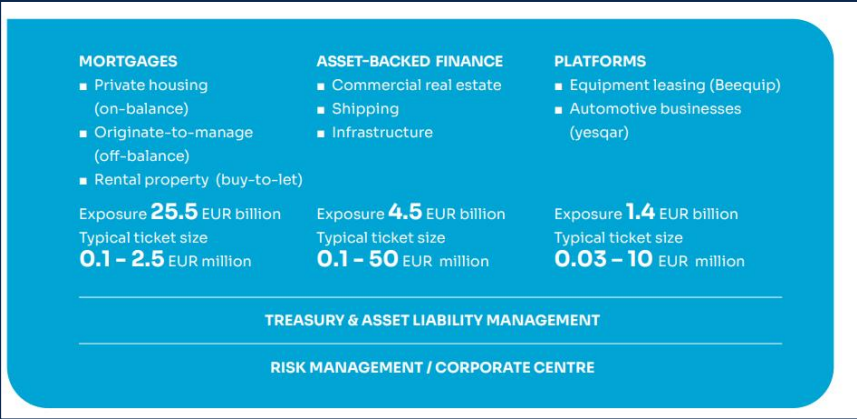 MORTGAGES
▪ Private housing
(on-balance)
▪ Originate-to-manage
(off-balance)
▪ Rental property (buy-to-let)
Exposure 25.5 EUR billion
Typical ticket size
0.1 – 2.5 EUR million
ASSET-BACKED FINANCE
▪ Commercial real estate
▪ Shipping
▪ Infrastructure
Exposure 4.5 EUR billion
Typical ticket size
0.1 – 50 EUR million
PLATFORMS
▪ Equipment leasing (Beequip)
▪ Automotive businesses
(yesqar)
Exposure 1.4 EUR billion
Typical ticket size
0.03 – 10 EUR million
TREASURY & ASSET LIABILITY MANAGEMENT
RISK MANAGEMENT / CORPORATE CENTRE